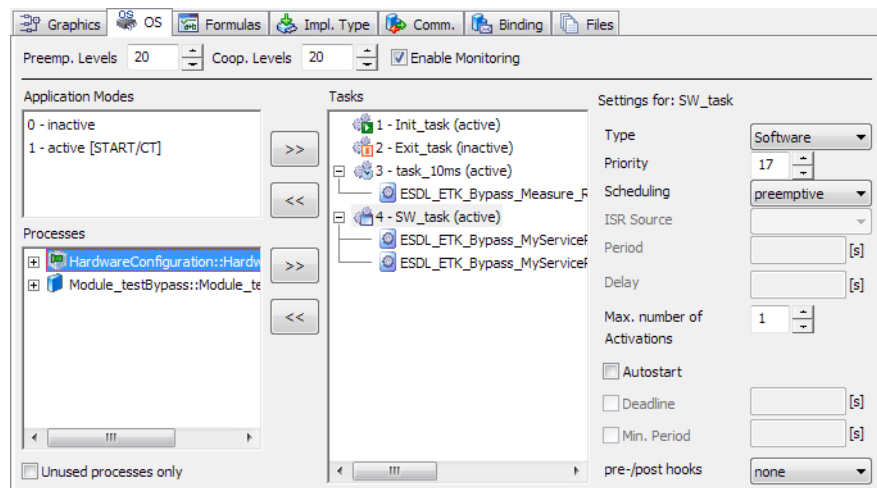 Graphics OS Formulas Impl. Type Comm. Binding Files
Preemp. Levels 20 Coop. Levels 20 Enable Monitoring
Application Modes
0 - inactive
1 - active [START/CT]
>>
<<
Processes
HardwareConfiguration::Hardw
Module_testBypass::Module_te
>>
<<
Unused processes only
Tasks
1 - Init_task (active)
2 - Exit_task (inactive)
3 - task_10ms (active)
ESDL_ETK_Bypass_Measure_R
4 - SW_task (active)
ESDL_ETK_Bypass_MyServiceF
ESDL_ETK_Bypass_MyServiceF
Settings for: SW_task
Type Software
Priority 17
Scheduling preemptive
ISR Source
Period [s]
Delay [s]
Max. number of
Activations 1
Autostart
Deadline [s]
Min. Period [s]
pre-/post hooks none